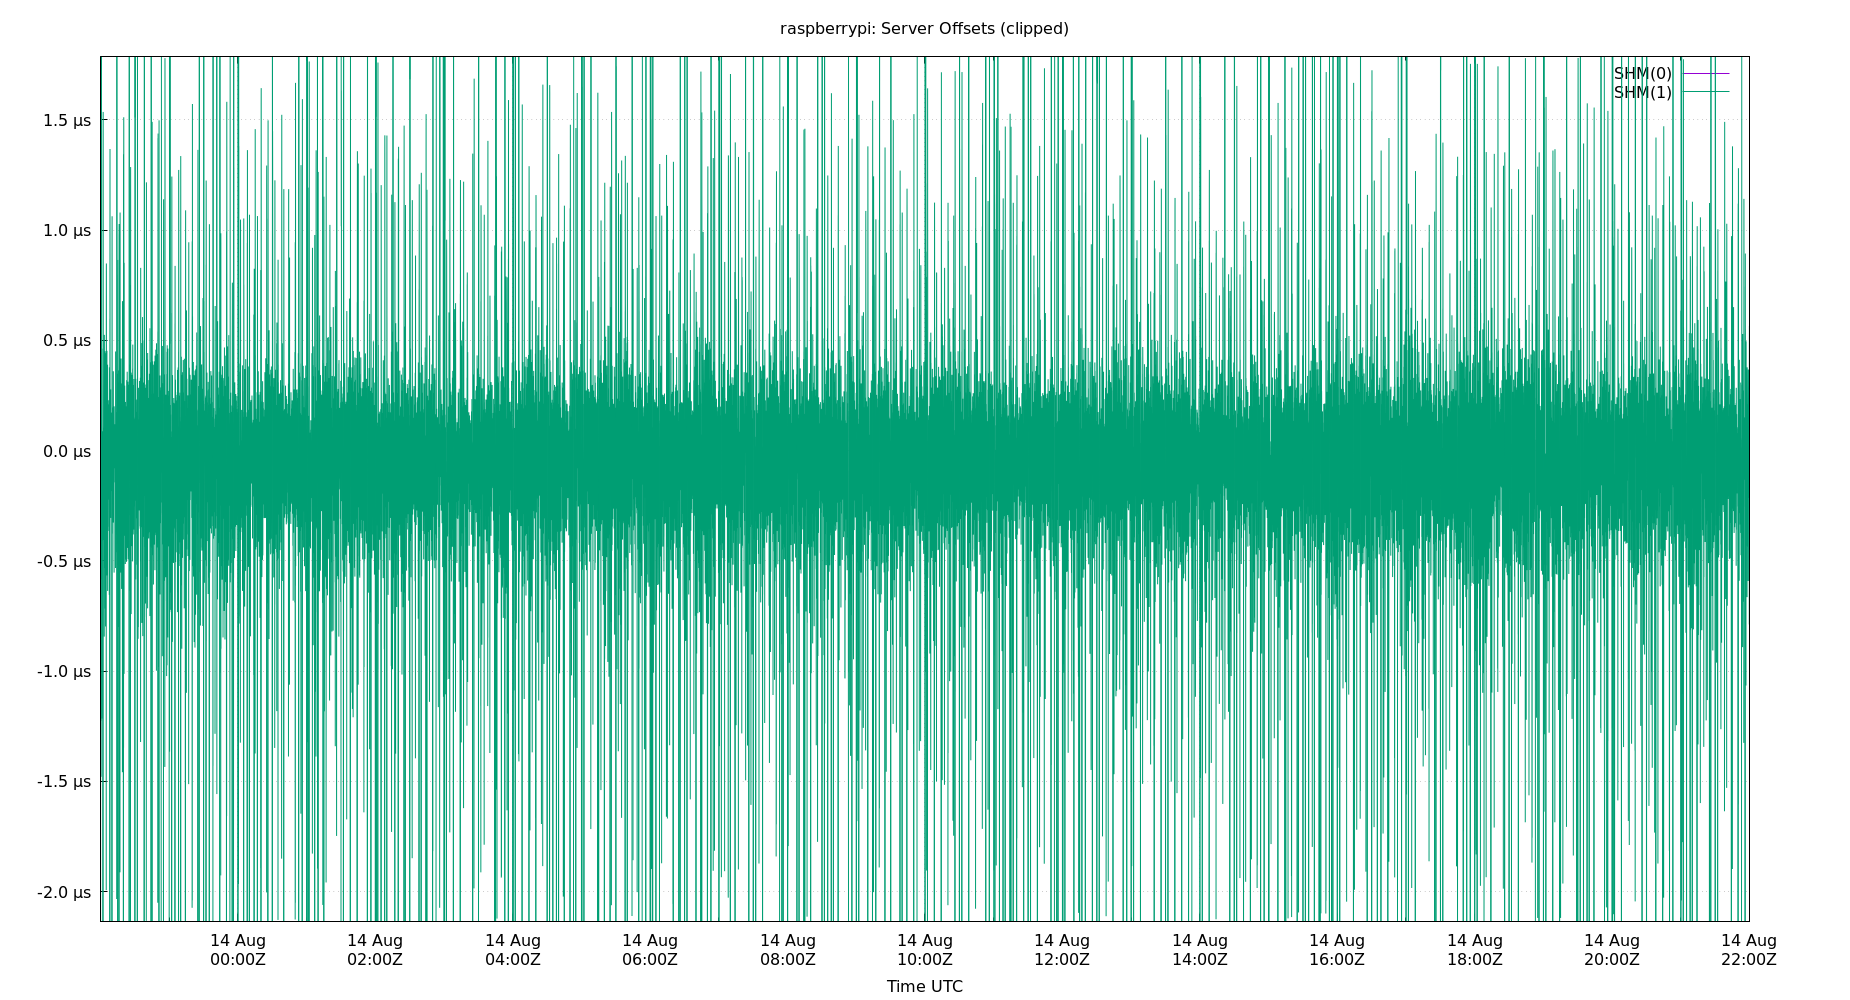 raspberrypi: Server Offsets (clipped)
SHM(0)
SHM(1)
1.5 µs
1.0 µs
0.5 µs
0.0 µs
-0.5 µs
-1.0 µs
-1.5 µs
-2.0 µs
14 Aug 14 Aug 14 Aug 14 Aug 14 Aug 14 Aug 14 Aug 14 Aug 14 Aug 14 Aug 14 Aug 14 Aug
00:00Z 02:00Z 04:00Z 06:00Z 08:00Z 10:00Z 12:00Z 14:00Z 16:00Z 18:00Z 20:00Z 22:00Z
Time UTC